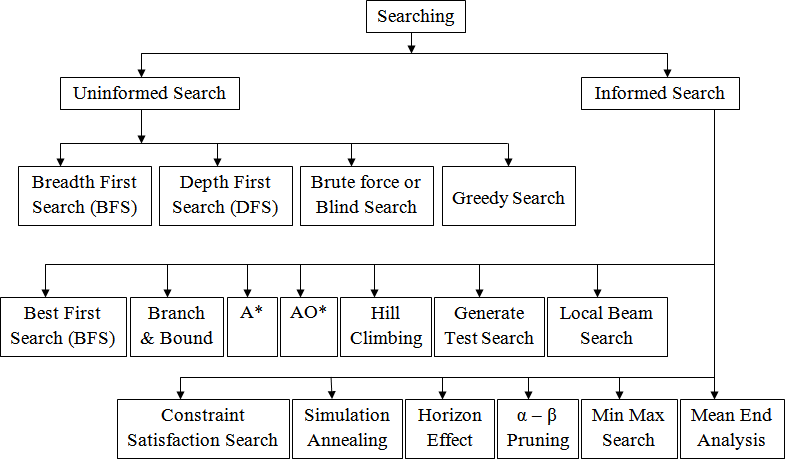 Searching
Uninformed Search
Informed Search
Breadth First
Search (BFS)
Depth First
Search (DFS)
Brute force or
Blind Search
Greedy Search
Best First
Search (BFS)
Branch
& Bound
A*
AO*
Hill
Climbing
Generate
Test Search
Local Beam
Search
Constraint
Satisfaction Search
Simulation
Annealing
Horizon
Effect
α – β
Pruning
Min Max
Search
Mean End
Analysis